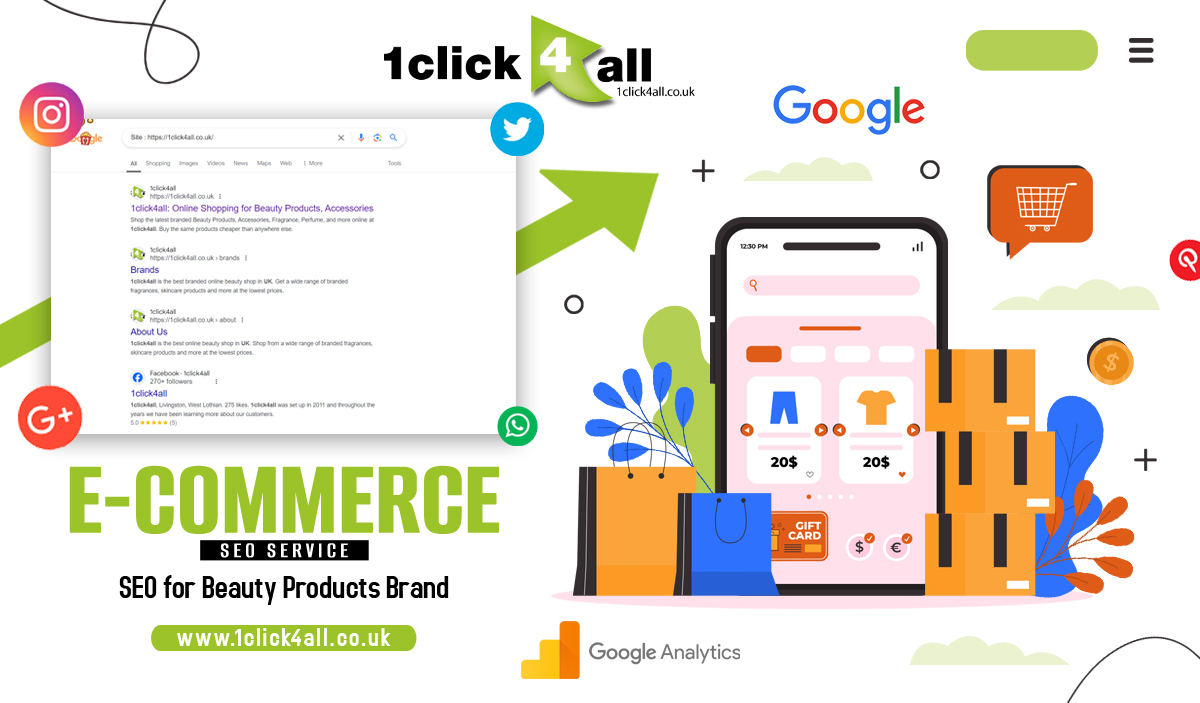 1click4all
1click4all.co.uk
Google
Google
Site : https://1click4all.co.uk/
All Shopping Images Videos News Maps Web More Tools
1click4all
https://1click4all.co.uk
1click4all: Online Shopping for Beauty Products, Accessories
Shop the latest branded Beauty Products, Accessories, Fragrance, Perfume, and more online at
1click4all. Buy the same products cheaper than anywhere else.
1click4all
https://1click4all.co.uk › brands
Brands
1click4all is the best branded online beauty shop in UK. Get a wide range of branded
fragrances, skincare products and more at the lowest prices.
1click4all
https://1click4all.co.uk › about
About Us
1click4all is the best online beauty shop in UK. Shop from a wide range of branded fragrances,
skincare products and more at the lowest prices.
Facebook · 1click4all
270+ followers
1click4all
1click4all, Livingston, West Lothian. 275 likes. 1click4all was set up in 2011 and throughout the
years we have been learning more about our customers.
5.0 ★★★★★ (5)
G+
E-COMMERCE
SEO SERVICE
SEO for Beauty Products Brand
www.1click4all.co.uk
12:30 PM
20$ 20$
GIFT
CARD
$ €
$
Google Analytics